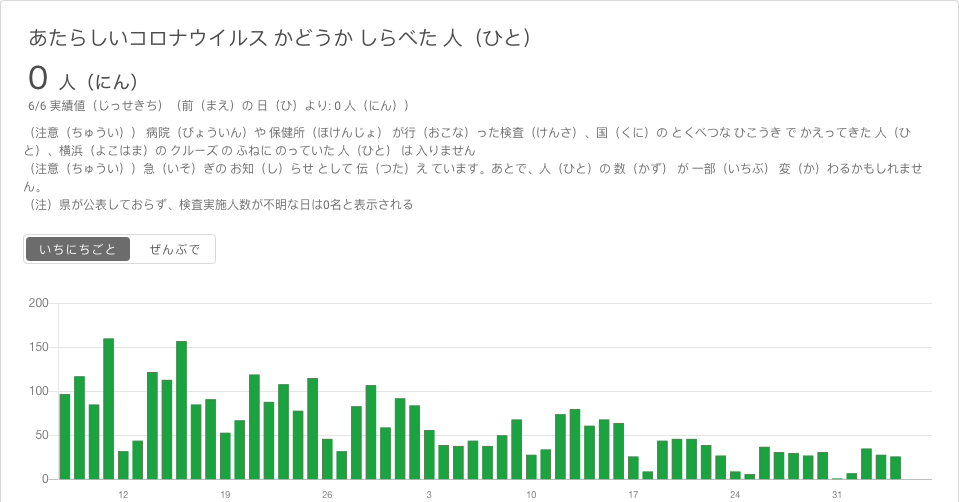 あたらしいコロナウイルス かどうか しらべた 人（ひと）
0 人（にん）
6/6 実績値（じっせきち）（前（まえ）の 日（ひ）より: 0 人（にん））
（注意（ちゅうい）） 病院（びょういん）や 保健所（ほけんじょ） が行（おこな）った検査（けんさ）、国（くに）の とくべつな ひこうき で かえってきた 人（ひ
と）、横浜（よこはま）の クルーズ の ふねに のっていた 人（ひと） は 入りません
（注意（ちゅうい））急（いそ）ぎの お知（し）らせ として 伝（つた）え ています。あとで、人（ひと）の 数（かず） が 一部（いちぶ） 変（か）わるかもしれませ
ん。
（注）県が公表しておらず、検査実施人数が不明な日は0名と表示される
いちにちごと ぜんぶで
200
150
100
50
0
12 19 26 3 10 17 24 31